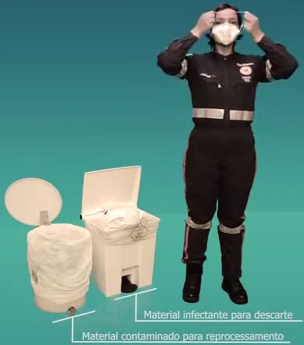 Material infectante para descarte
Material contaminado para reprocessamento